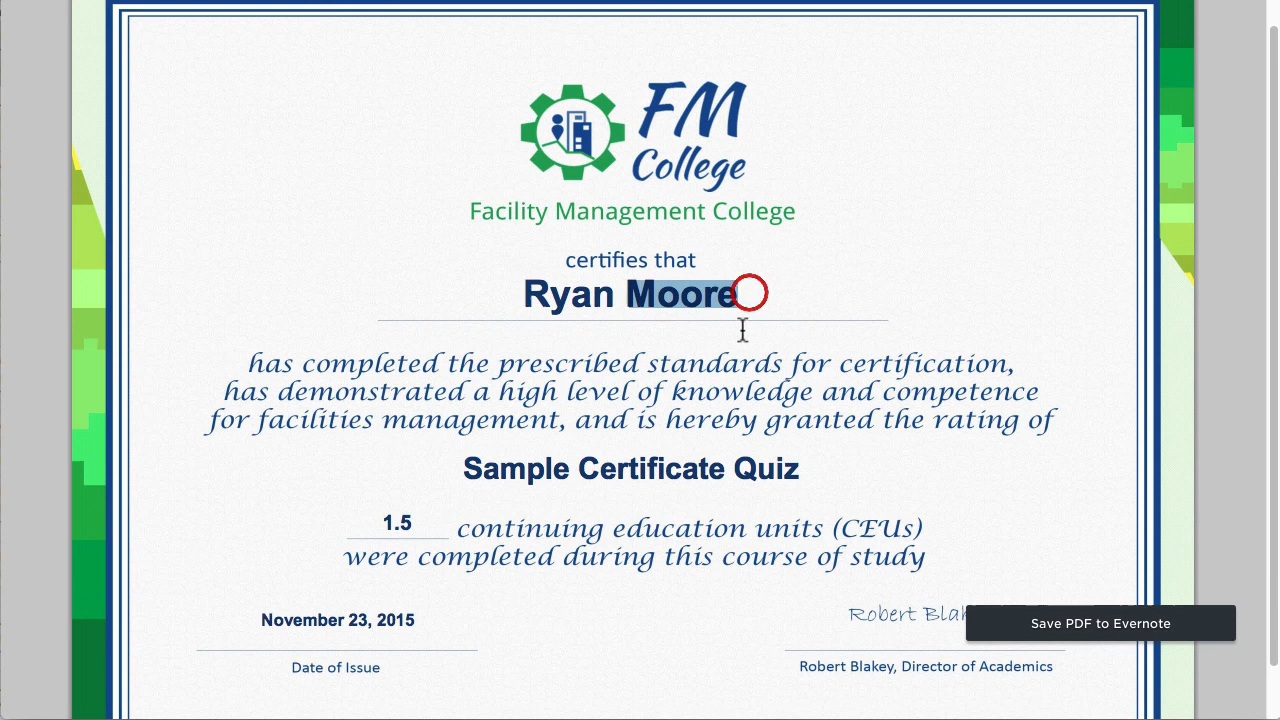 FM
College
Facility Management College
certifies that
Ryan Moore
has completed the prescribed standards for certification,
has demonstrated a high level of knowledge and competence
for facilities management, and is hereby granted the rating of
Sample Certificate Quiz
1.5 continuing education units (CEUs)
were completed during this course of study
November 23, 2015
Robert
Save PDF to Evernote
Date of Issue
Robert Blakey, Director of Academics